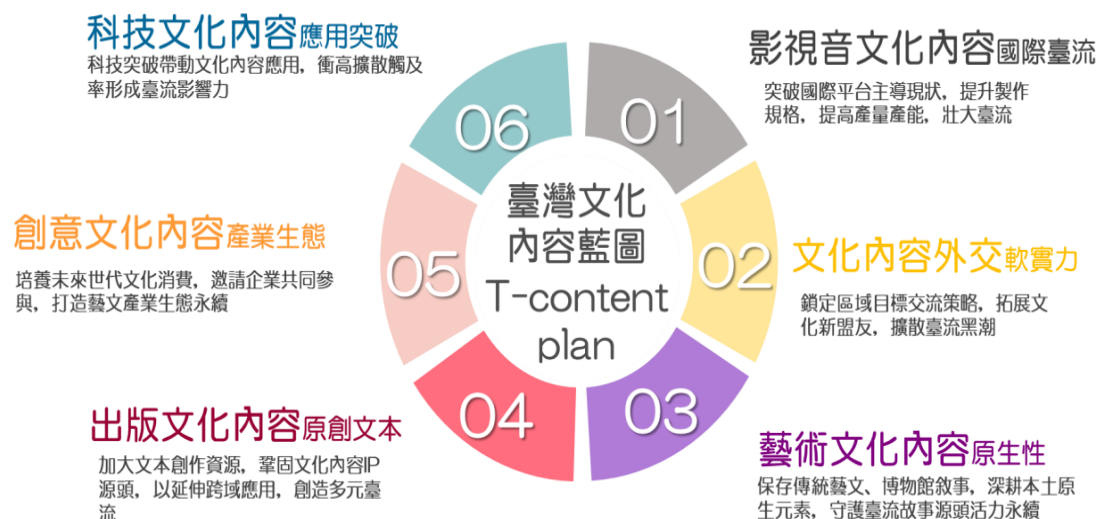 科技文化內容應用突破
科技突破帶動文化內容應用，衝高擴散觸及
率形成臺流影響力
影視音文化內容國際臺流
突破國際平台主導現狀，提升製作
規格，提高產量產能，壯大臺流
06
01
臺灣文化
內容藍圖
T-content
plan
創意文化內容產業生態
培養未來世代文化消費，邀請企業共同參
與，打造藝文產業生態永續
05
02
文化內容外交軟實力
鎖定區域目標交流策略，拓展文
化新盟友，擴散臺流黑潮
出版文化內容原創文本
加大文本創作資源，鞏固文化內容IP
源頭，以延伸跨域應用，創造多元臺
流
04
03
藝術文化內容原生性
保存傳統藝文、博物館敘事，深耕本土原
生元素，守護臺流故事源頭活力永續